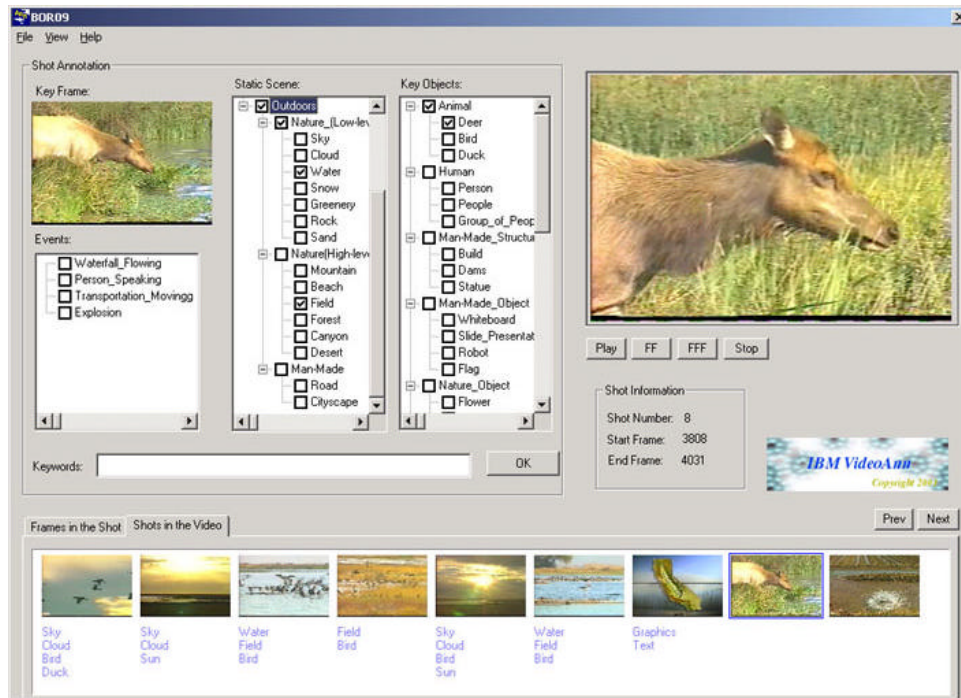 BOR09
File View Help
Shot Annotation
Key Frame:
Events:
Waterfall_Flowing
Person_Speaking
Transportation_Movingg
Explosion
Static Scene:
Outdoors
Nature_(Low-lev
Sky
Cloud
Water
Snow
Greenery
Rock
Sand
Nature(High-lev
Mountain
Beach
Field
Forest
Canyon
Desert
Man-Made
Road
Cityscape
Key Objects:
Animal
Deer
Bird
Duck
Human
Person
People
Group_of_Peop
Man-Made_Structu
Build
Dams
Statue
Man-Made_Object
Whiteboard
Slide_Presentat
Robot
Flag
Nature_Object
Flower
Keywords:
OK
Play FF FFF Stop
Shot Information
Shot Number: 8
Start Frame: 3808
End Frame: 4031
IBM VideoAnn
Copyright
Prev Next
Frames in the Shot Shots in the Video
Sky
Cloud
Bird
Duck
Sky
Cloud
Sun
Water
Field
Bird
Field
Bird
Sky
Cloud
Bird
Sun
Water
Field
Bird
Graphics
Text